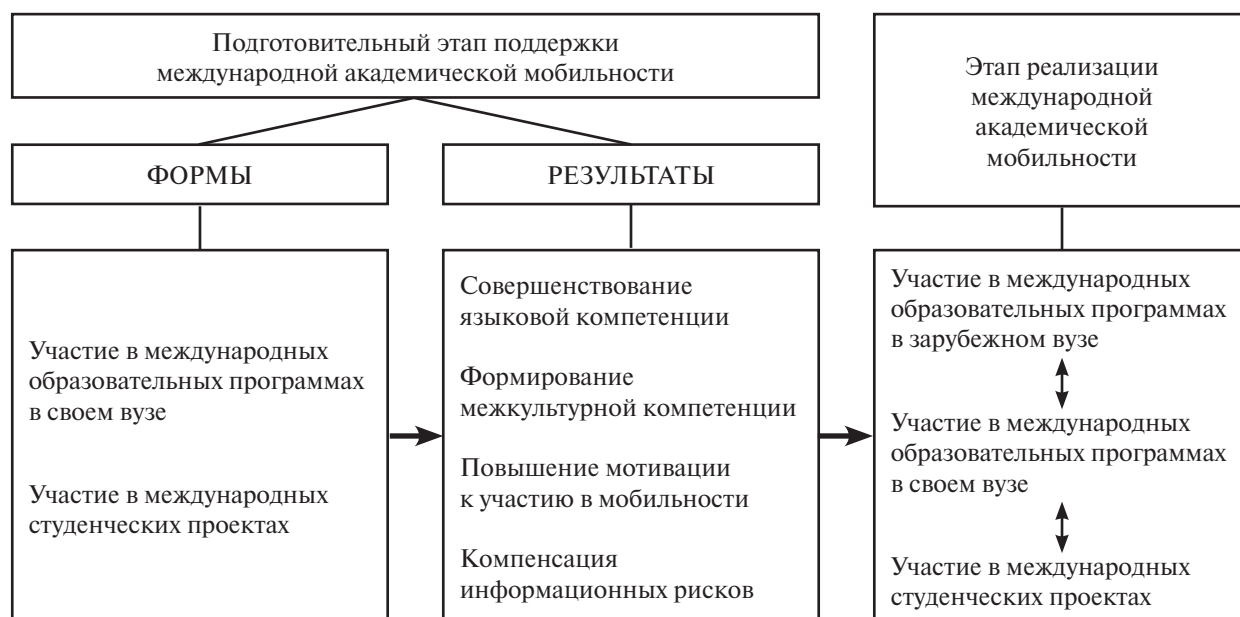 Подготовительный этап поддержки
международной академической мобильности
Этап реализации
международной
академической
мобильности
ФОРМЫ
РЕЗУЛЬТАТЫ
Участие в международных
образовательных программах
в своем вузе
Участие в международных
студенческих проектах
Совершенствование
языковой компетенции
Формирование
межкультурной компетенции
Повышение мотивации
к участию в мобильности
Компенсация
информационных рисков
Участие в международных
образовательных программах
в зарубежном вузе
Участие в международных
образовательных программах
в своем вузе
Участие в международных
студенческих проектах